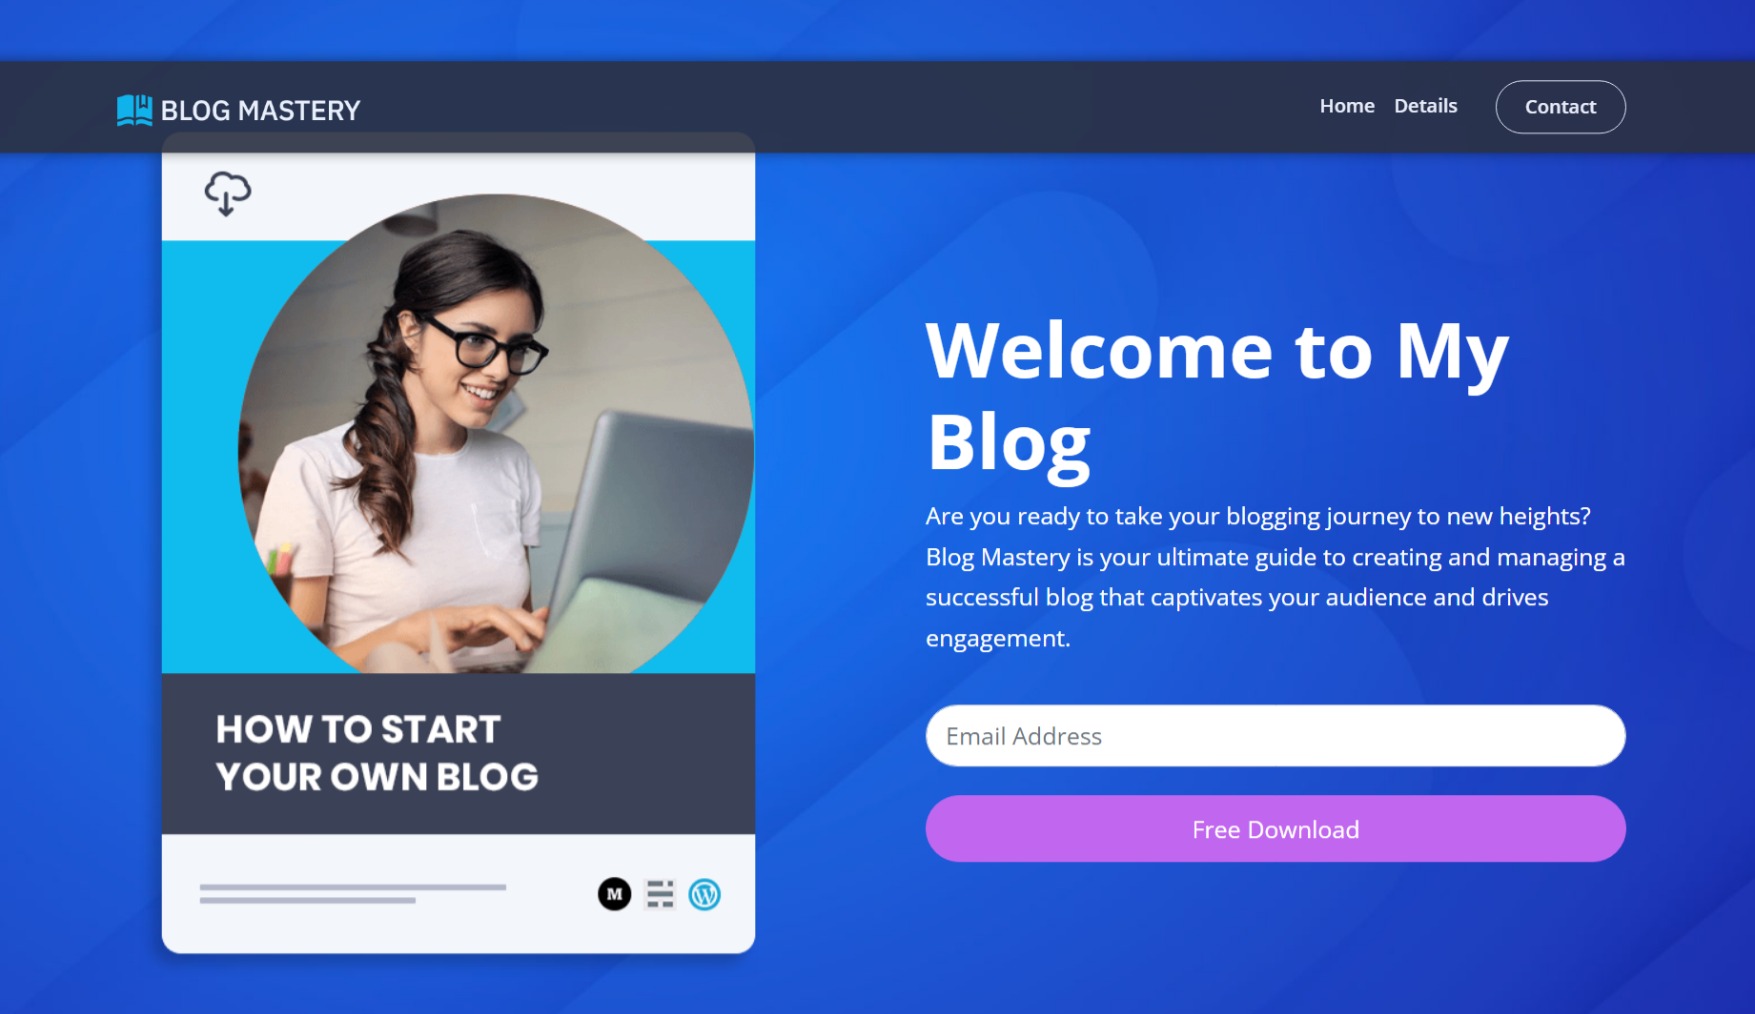 BLOG MASTERY
Home Details Contact
HOW TO START
YOUR OWN BLOG
M
W
Welcome to My
Blog
Are you ready to take your blogging journey to new heights?
Blog Mastery is your ultimate guide to creating and managing a
successful blog that captivates your audience and drives
engagement.
Email Address
Free Download